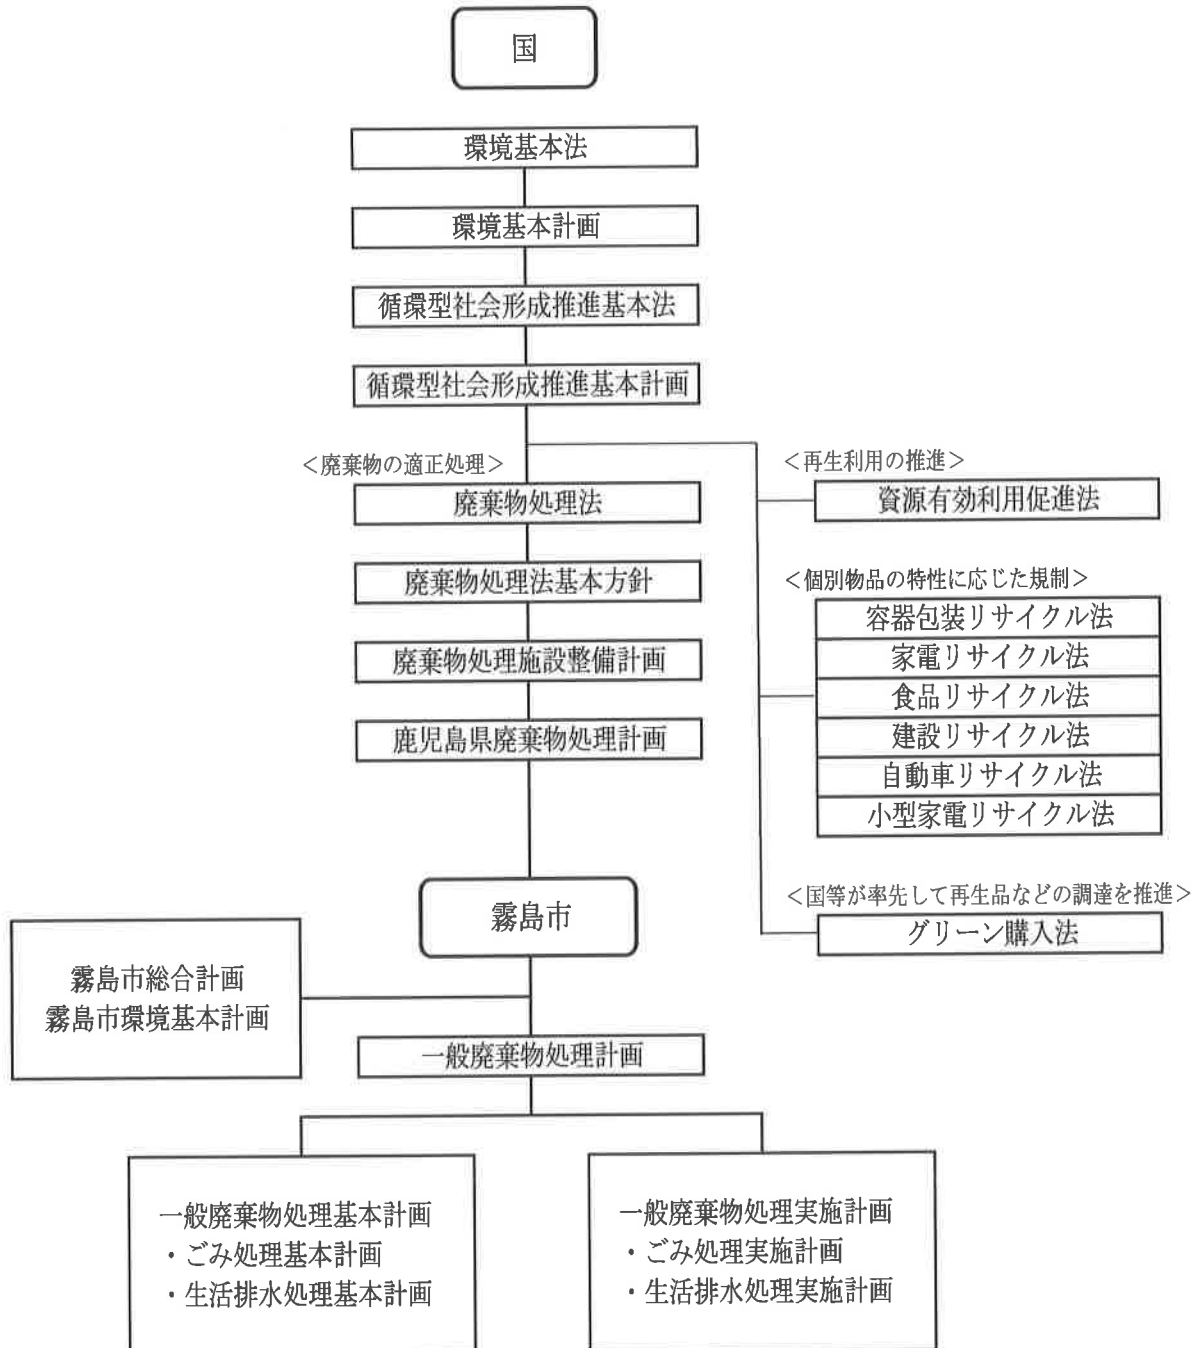 国
環境基本法
環境基本計画
循環型社会形成推進基本法
循環型社会形成推進基本計画
＜廃棄物の適正処理＞
廃棄物処理法
廃棄物処理法基本方針
廃棄物処理施設整備計画
鹿児島県廃棄物処理計画
＜再生利用の推進＞
資源有効利用促進法
＜個別物品の特性に応じた規制＞
容器包装リサイクル法
家電リサイクル法
食品リサイクル法
建設リサイクル法
自動車リサイクル法
小型家電リサイクル法
＜国等が率先して再生品などの調達を推進＞
グリーン購入法
霧島市
霧島市総合計画
霧島市環境基本計画
一般廃棄物処理計画
一般廃棄物処理基本計画
・ごみ処理基本計画
・生活排水処理基本計画
一般廃棄物処理実施計画
・ごみ処理実施計画
・生活排水処理実施計画